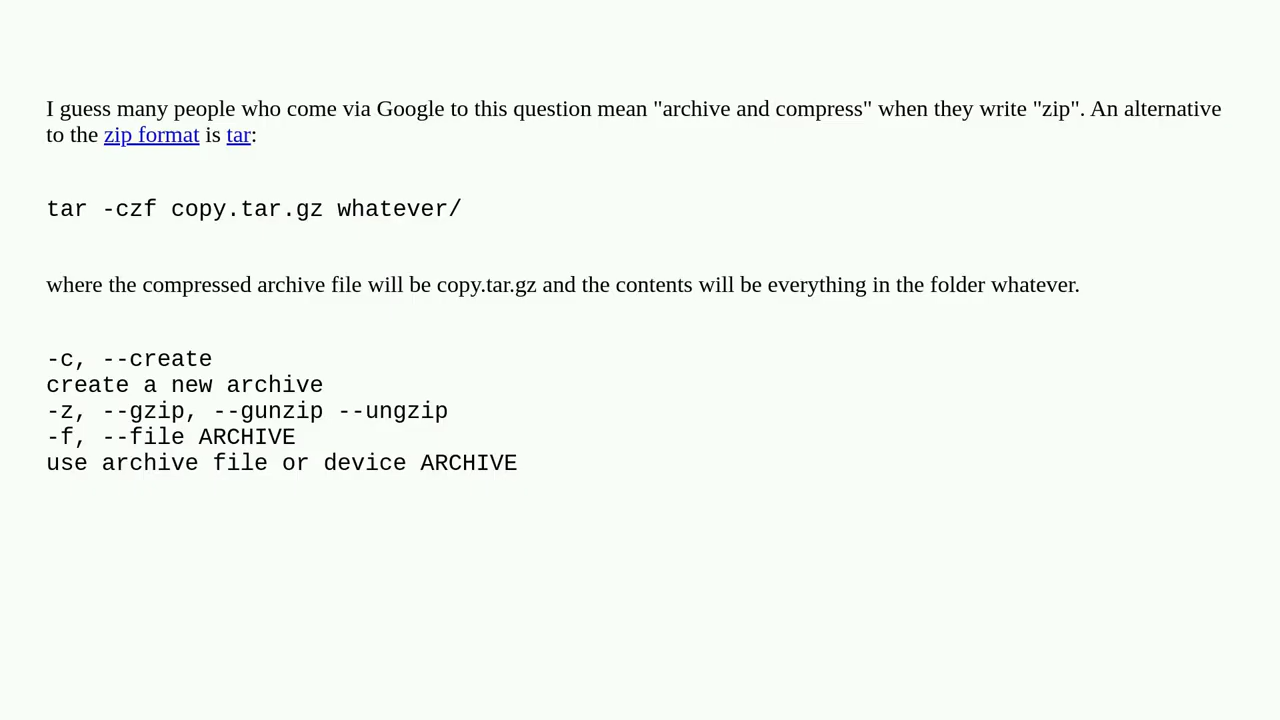 I guess many people who come via Google to this question mean "archive and compress" when they write "zip". An alternative
to the zip format is tar:
tar -czf copy.tar.gz whatever/
where the compressed archive file will be copy.tar.gz and the contents will be everything in the folder whatever.
-c, --create
create a new archive
-z, --gzip, --gunzip --ungzip
-f, --file ARCHIVE
use archive file or device ARCHIVE